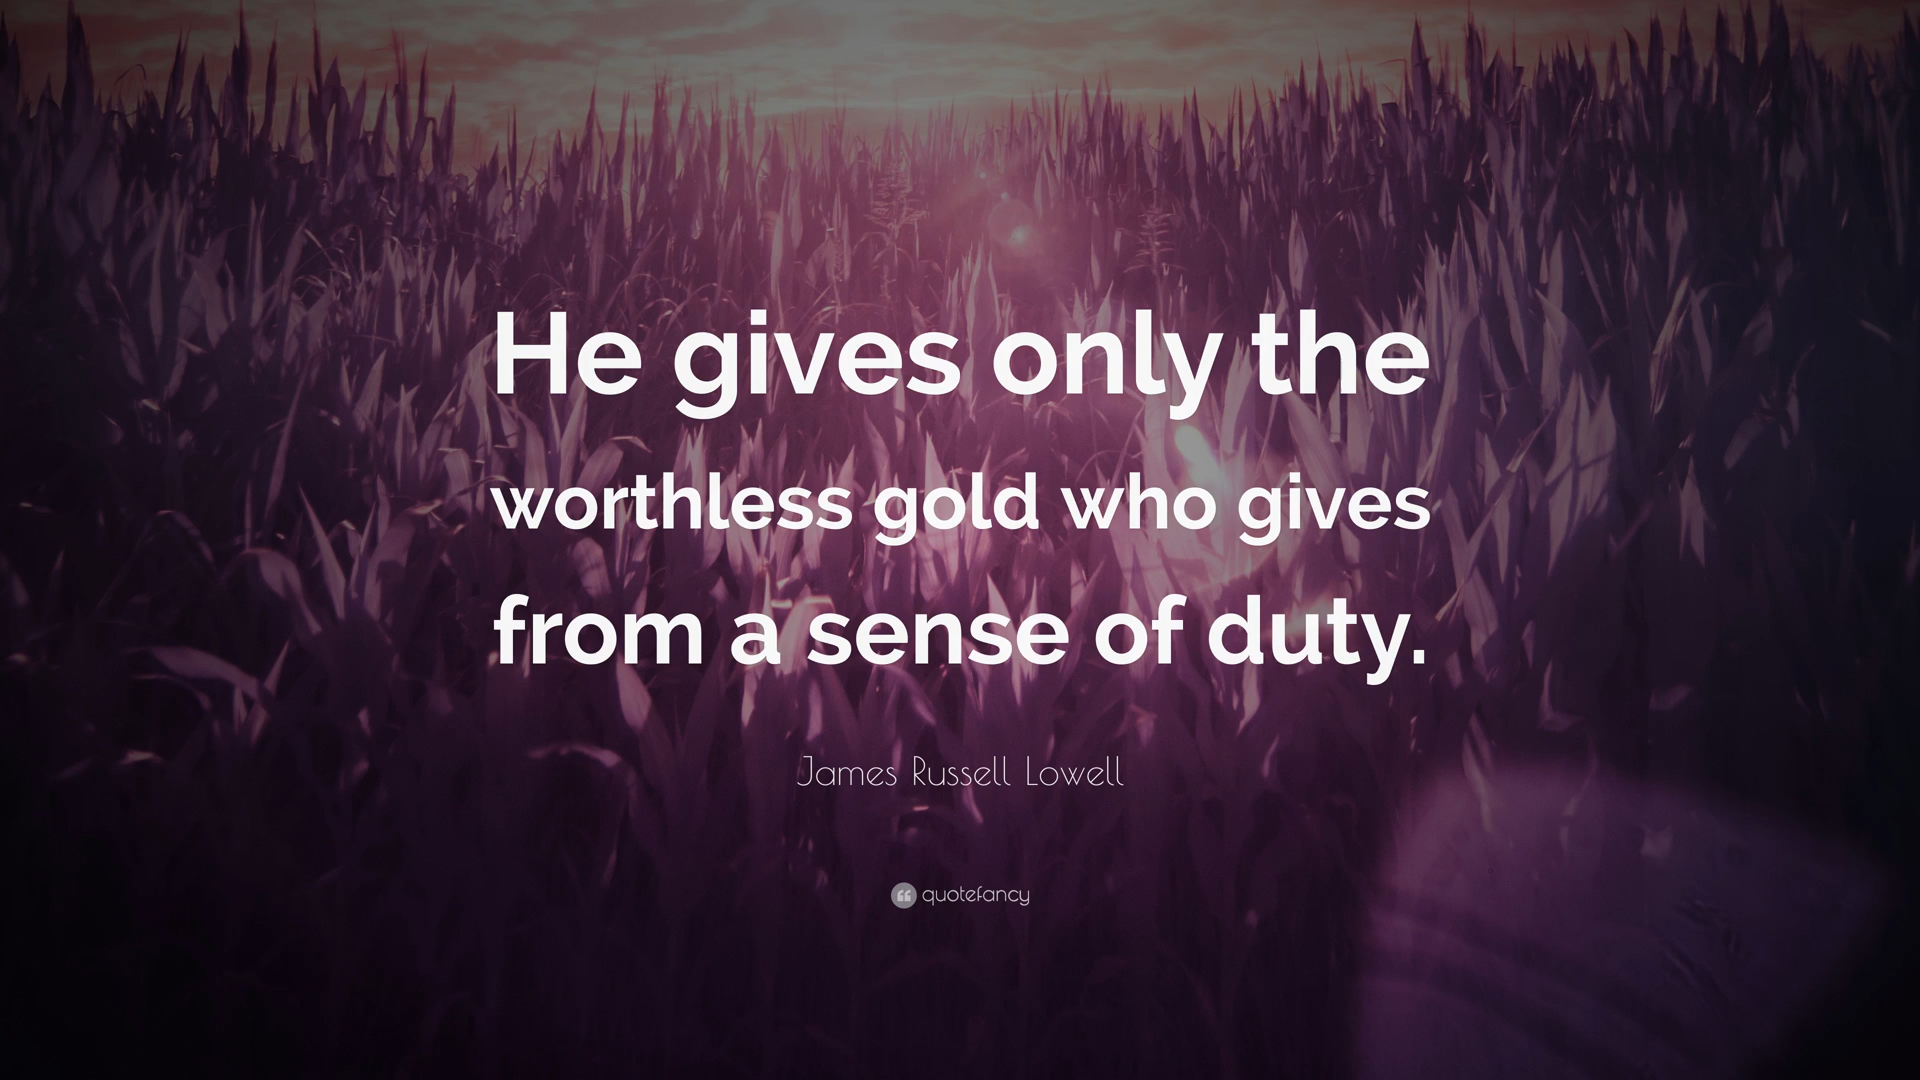 He gives only the
worthless gold who gives
from a sense of duty.
James Russell Lowell
quotefancy